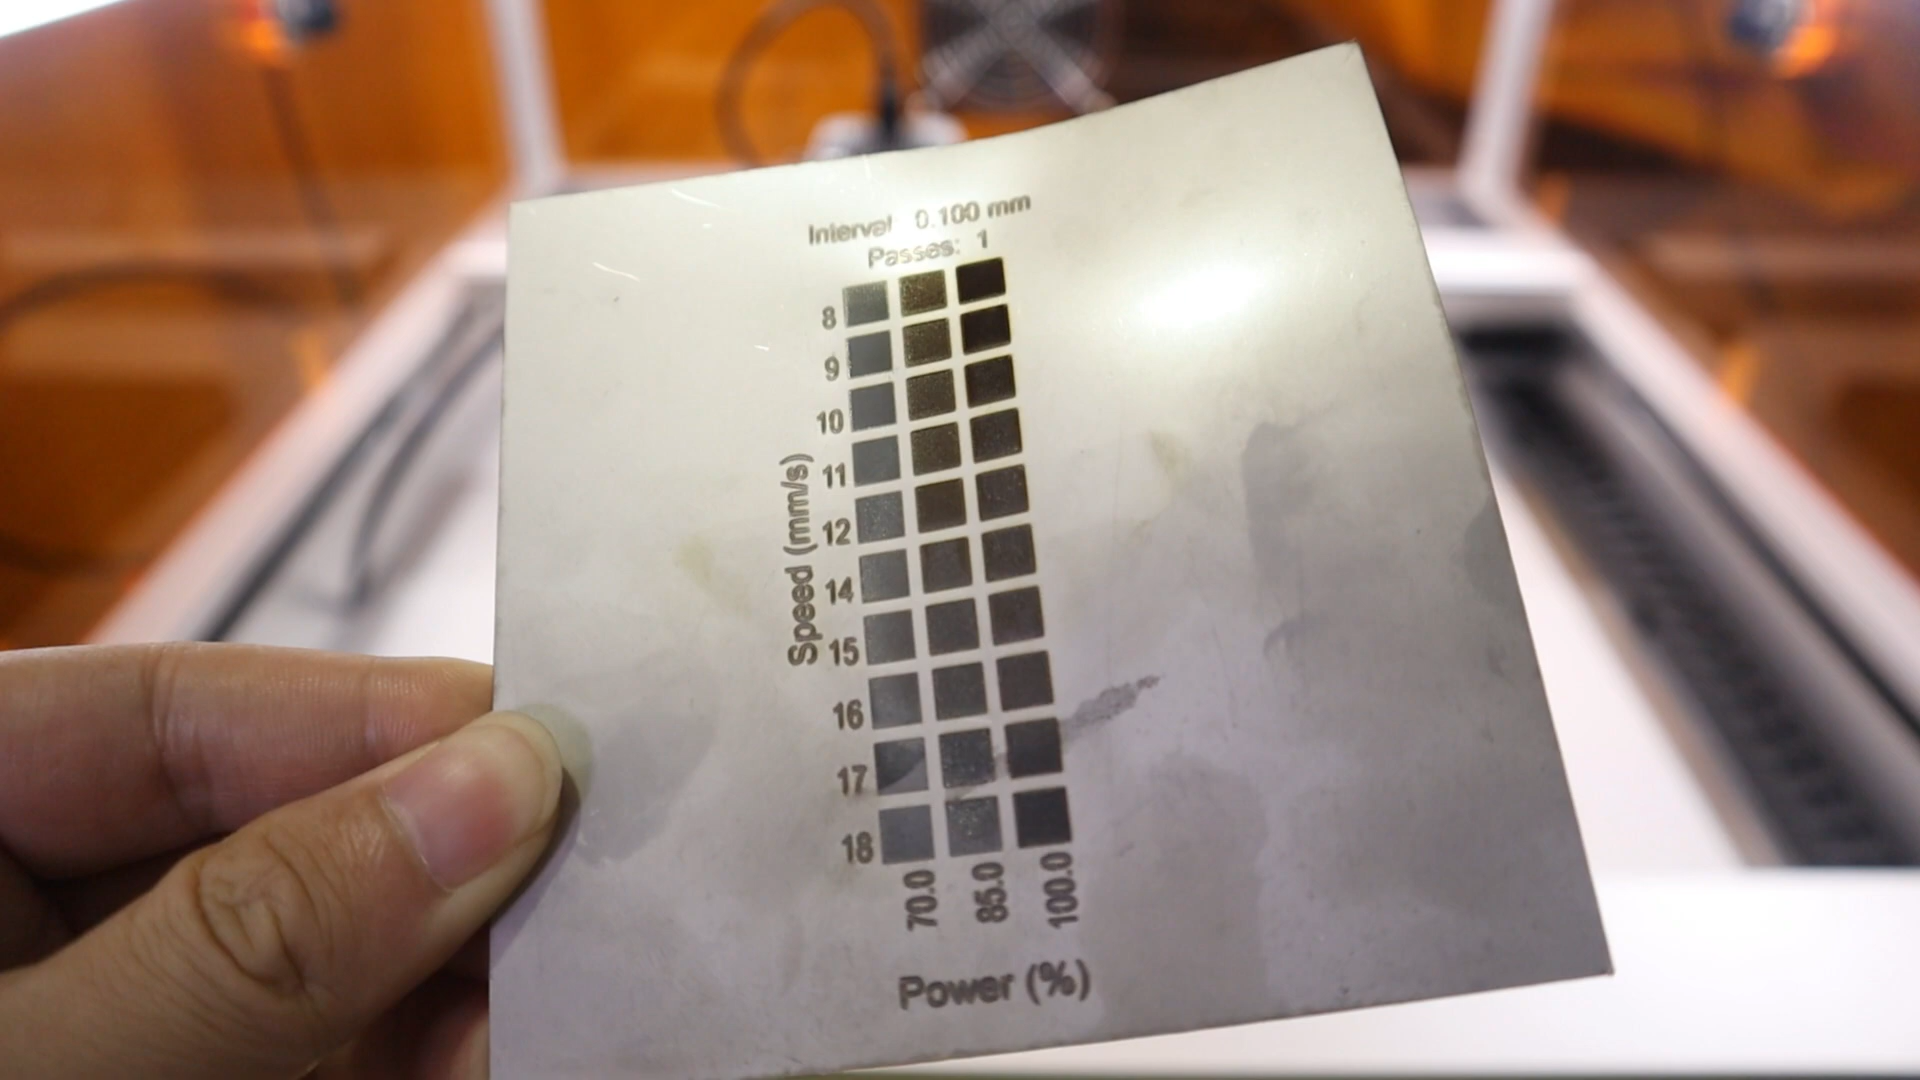 Interval: 0.100 mm
Passes: 1
8
9
10
11
12
14
15
16
17
18
Speed (mm/s)
70.0 85.0 100.0
Power (%)